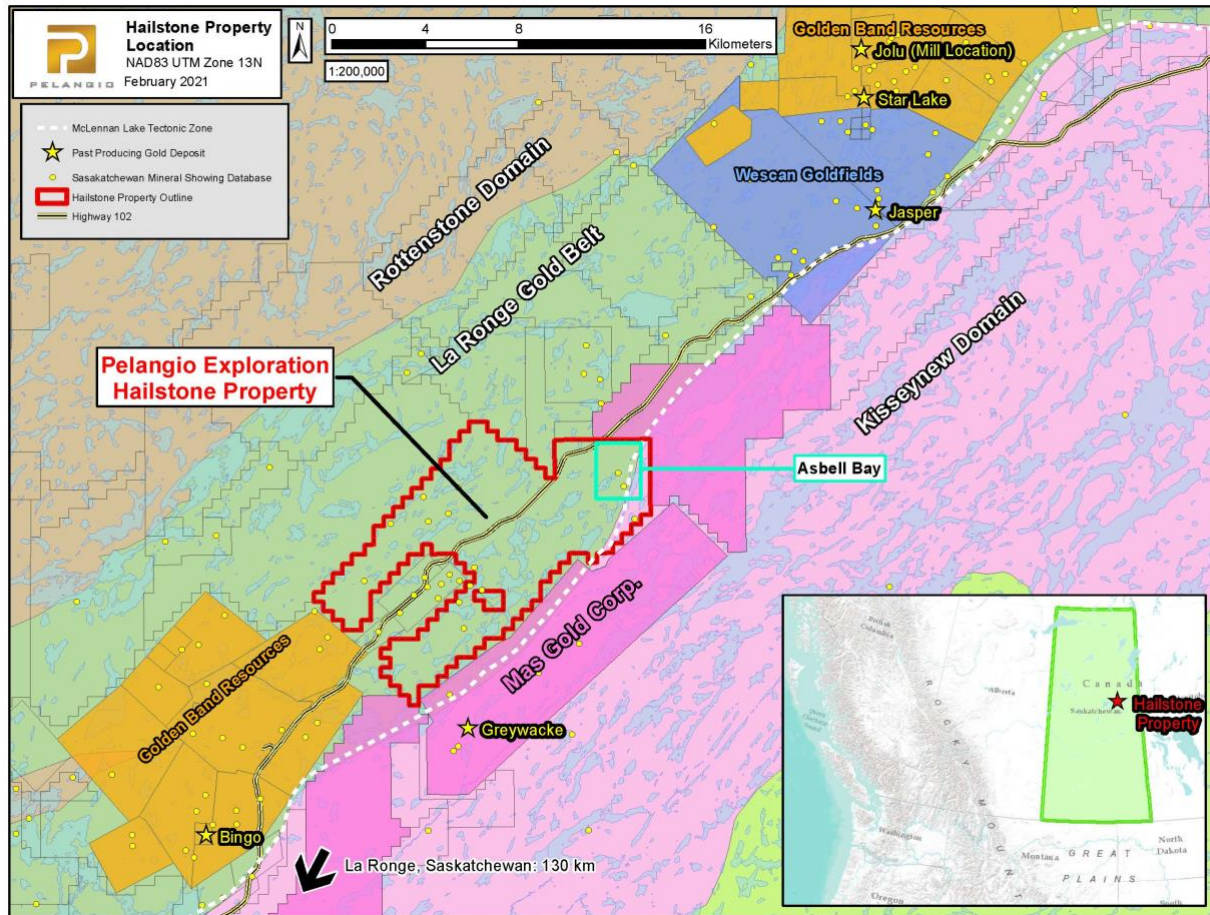 PELANGIO
Hailstone Property
Location
NAD83 UTM Zone 13N
February 2021
N
0 4 8 16
Kilometers
1:200,000
McLennan Lake Tectonic Zone
Past Producing Gold Deposit
Sasakatchewan Mineral Showing Database
Hailstone Property Outline
Highway 102
Golden Band Resources
Jolu (Mill Location)
Star Lake
Wescan Goldfields
Jasper
Rottenstone Domain
La Ronge Gold Belt
Kisseynew Domain
Pelangio Exploration
Hailstone Property
Asbell Bay
Mas Gold Corp.
Golden Band Resources
Greywacke
Bingo
La Ronge, Saskatchewan: 130 km
British
Columbia
Alberta
Canada
Saskatchewan
Hailstone
Property
ROCKY MOUN
Washington
Montana
North
Dakota
GREAT
PLAINS
Oregon
South